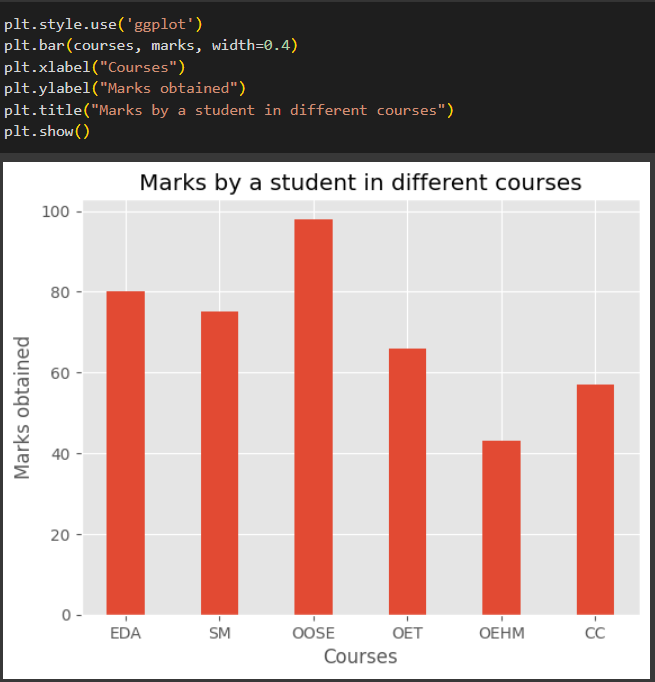 plt.style.use('ggplot')
plt.bar(courses, marks, width=0.4)
plt.xlabel("Courses")
plt.ylabel("Marks obtained")
plt.title("Marks by a student in different courses")
plt.show()
Marks by a student in different courses
100
80
60
40
20
0
Marks obtained
EDA SM OOSE OET OEHM CC
Courses